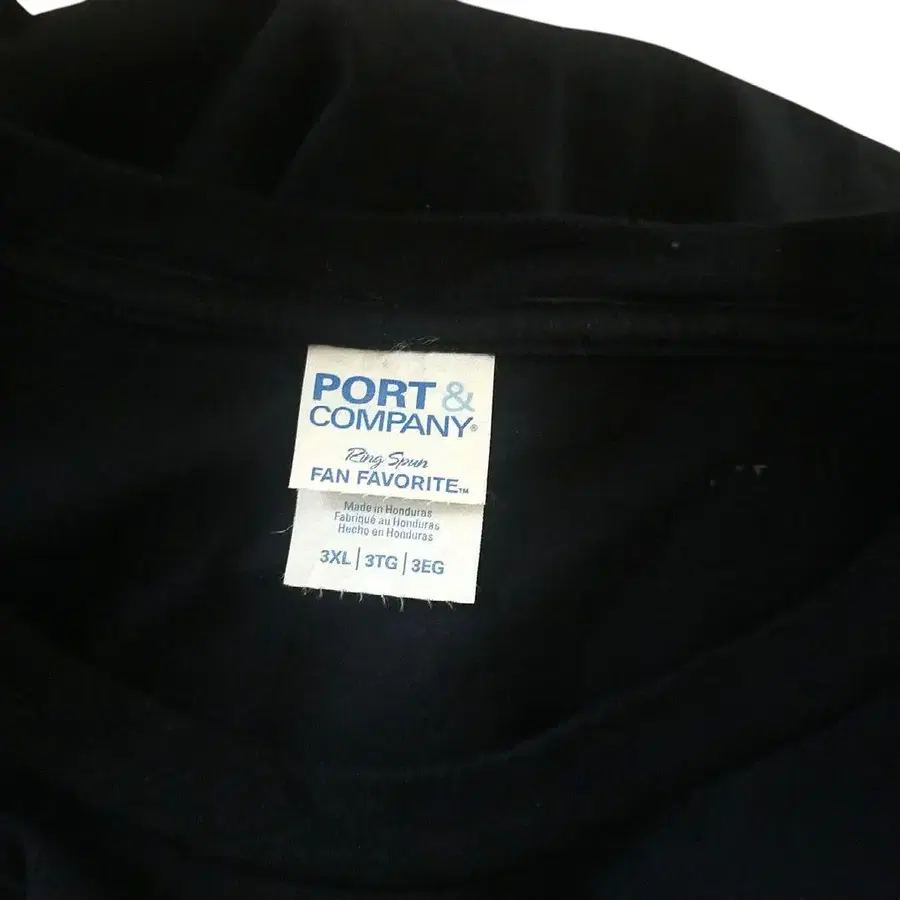 PORT &
COMPANY®
Ring Spun
FAN FAVORITE™
Made in Honduras
Fabriqué au Honduras
Hecho en Honduras
3XL | 3TG | 3EG